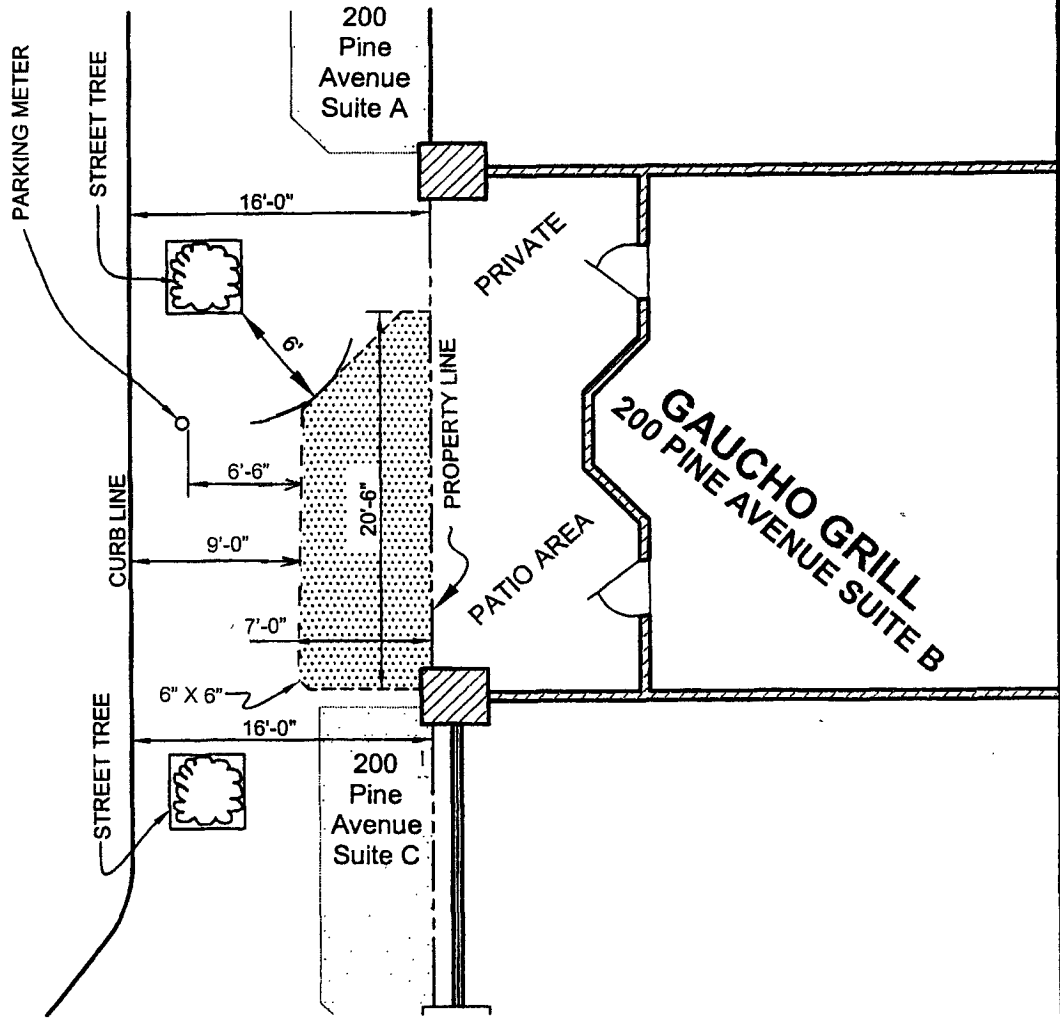 200
Pine
Avenue
Suite A
PARKING METER
STREET TREE
16'-0"
PRIVATE
6'
PROPERTY LINE
GAUCHO GRILL
200 PINE AVENUE SUITE B
6'-6"
20'-6"
CURB LINE
9'-0"
PATIO AREA
7'-0"
6" X 6"
16'-0"
STREET TREE
200
Pine
Avenue
Suite C